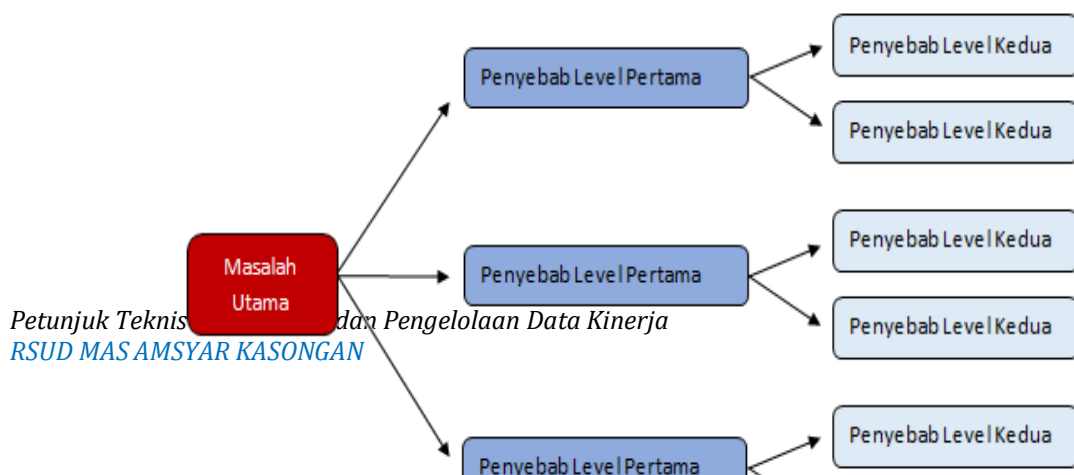 Penyebab Level Kedua
Penyebab Level Pertama
Penyebab Level Kedua
Penyebab Level Kedua
Masalah
Utama
Penyebab Level Pertama
Penyebab Level Kedua
Petunjuk Teknis dan Pengelolaan Data Kinerja
RSUD MAS AMSYAR KASONGAN
Penyebab Level Kedua
Penyebab Level Pertama